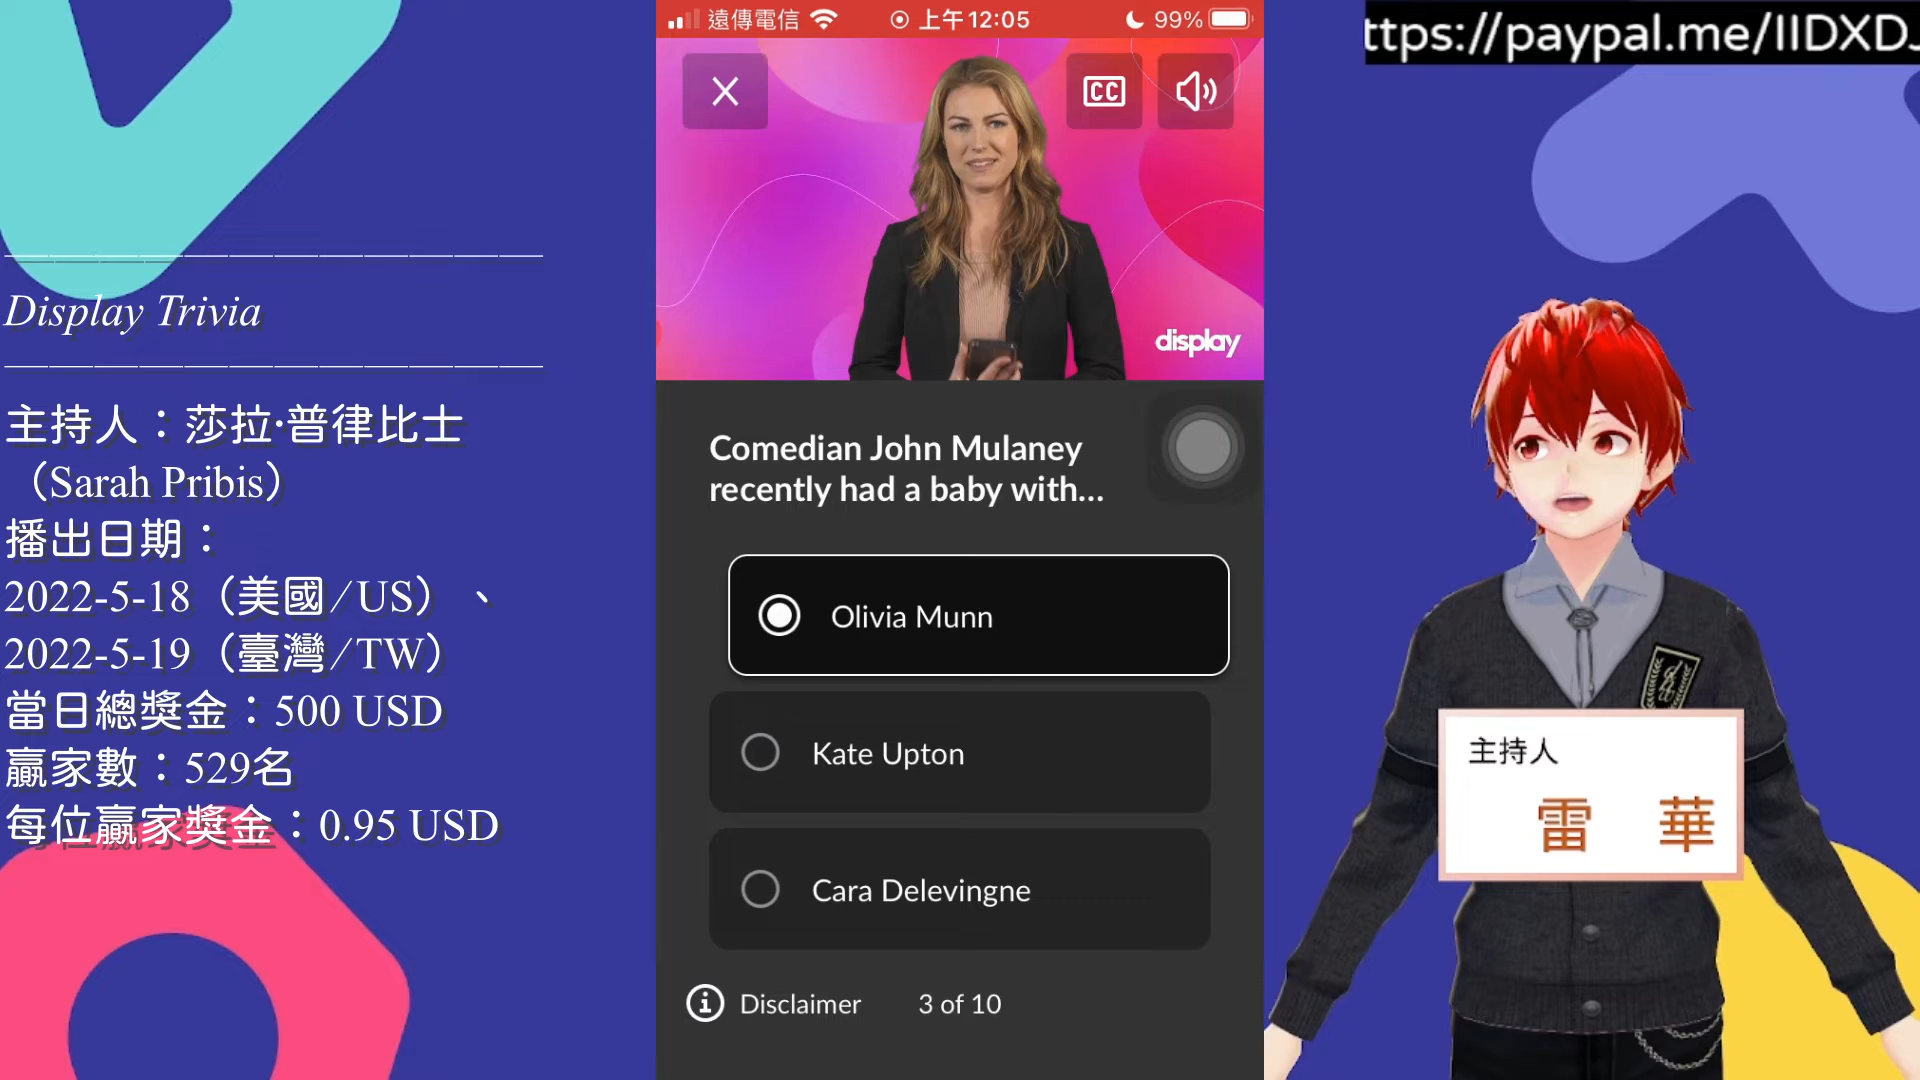 Display Trivia
主持人：莎拉·普律比士
（Sarah Pribis）
播出日期：
2022-5-18（美國/US）、
2022-5-19（臺灣/TW）
當日總獎金：500 USD
贏家數：529名
每位贏家獎金：0.95 USD
遠傳電信 上午12:05 99%
CC
display
Comedian John Mulaney
recently had a baby with...
Olivia Munn
Kate Upton
Cara Delevingne
Disclaimer 3 of 10
ttps://paypal.me/IIDXDJ
主持人
雷 華